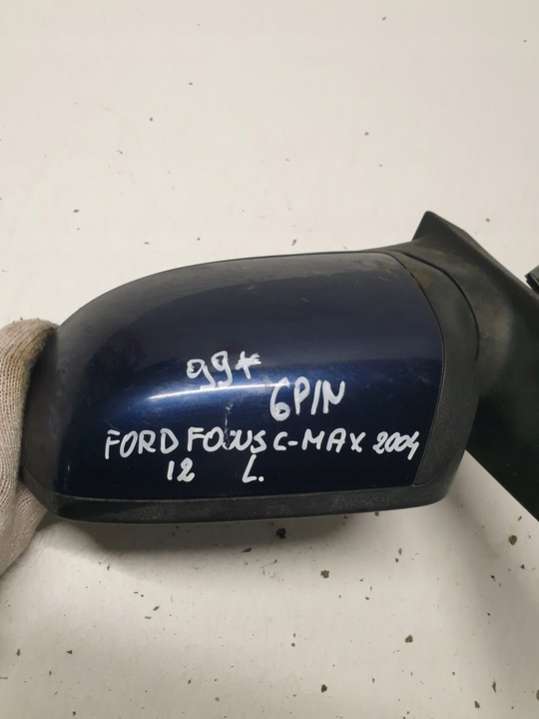 99*
6PIN
FORD FOCUS C-MAX 2004
12 L.